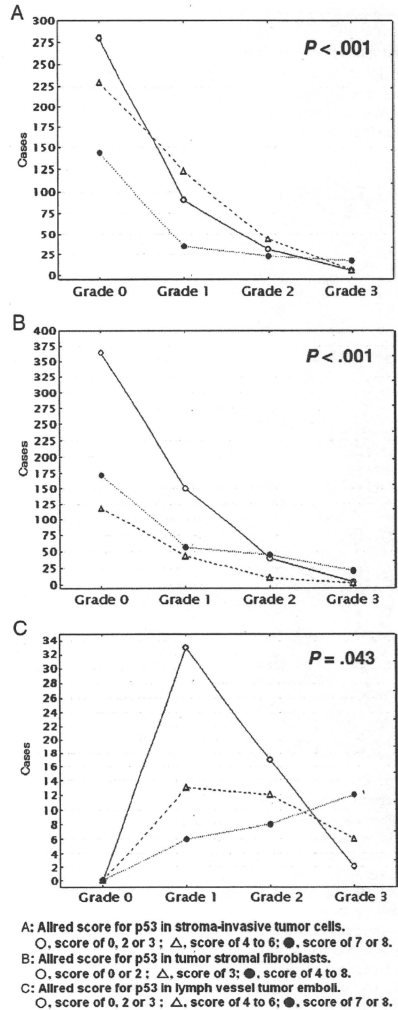 A
P < .001
300
275
250
225
200
175
150
125
100
75
50
25
0
Cases
Grade 0 Grade 1 Grade 2 Grade 3
B
P < .001
400
375
350
325
300
275
250
225
200
175
150
125
100
75
50
25
0
Cases
Grade 0 Grade 1 Grade 2 Grade 3
C
P = .043
34
32
28
26
24
22
20
18
16
14
12
10
8
6
4
2
0
Cases
Grade 0 Grade 1 Grade 2 Grade 3
A: Allred score for p53 in stroma-invasive tumor cells.
○, score of 0, 2 or 3 ; △, score of 4 to 6; ●, score of 7 or 8.
B: Allred score for p53 in tumor stromal fibroblasts.
○, score of 0 or 2 ; △, score of 3; ●, score of 4 to 8.
C: Allred score for p53 in lymph vessel tumor emboli.
○, score of 0, 2 or 3 ; △, score of 4 to 6; ●, score of 7 or 8.